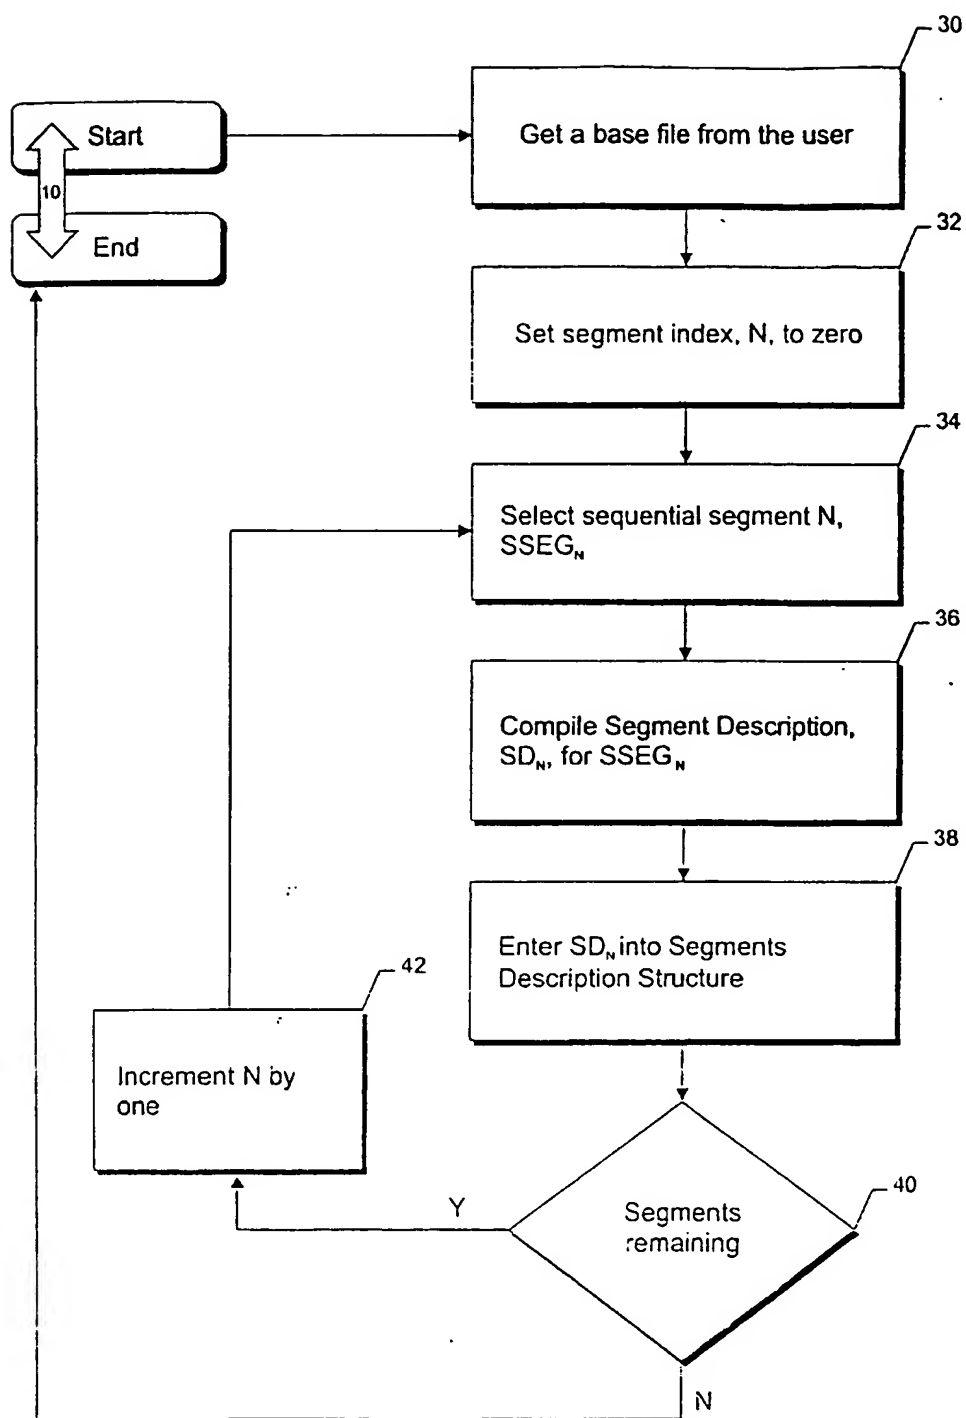 30
Start
Get a base file from the user
10
End
32
Set segment index, N, to zero
34
Select sequential segment N,
SSEG_N
36
Compile Segment Description,
SD_N, for SSEG_N
38
Enter SD_N into Segments
Description Structure
42
Increment N by
one
40
Segments
remaining
Y
N